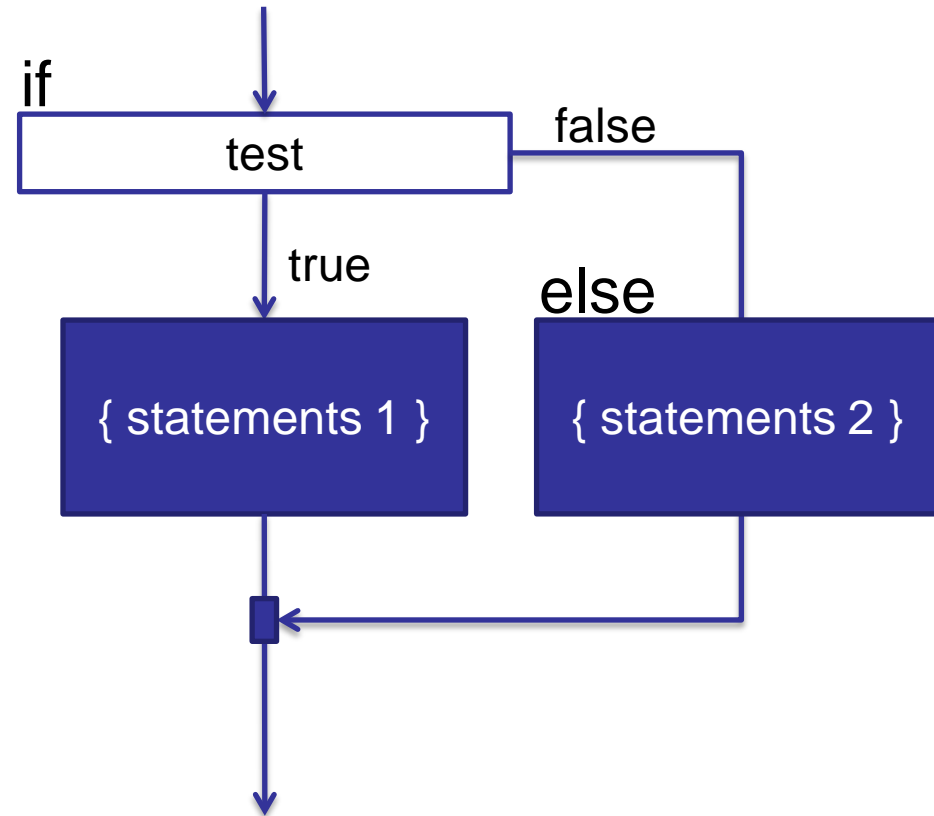 if
test
false
true
else
{ statements 1 }
{ statements 2 }